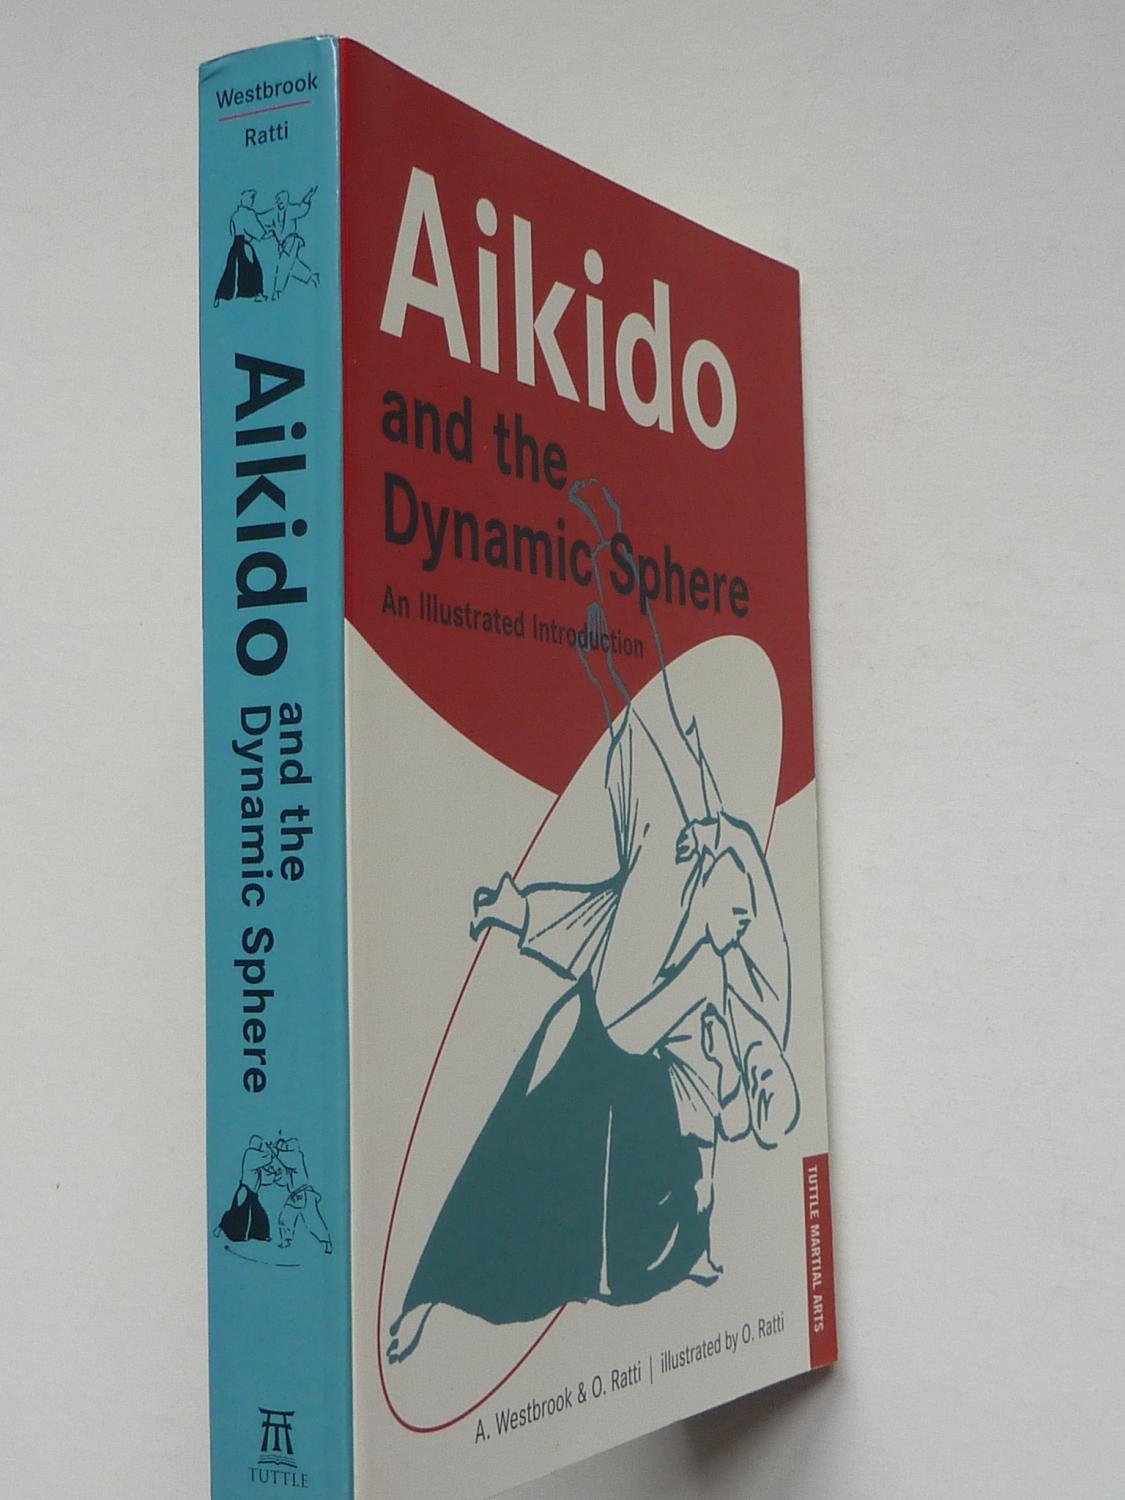 Westbrook
Ratti
Aikido
and the
Dynamic Sphere
TUTTLE
Aikido
and the
Dynamic Sphere
An Illustrated Introduction
TUTTLE MARTIAL ARTS
A. Westbrook & O. Ratti | illustrated by O. Ratti